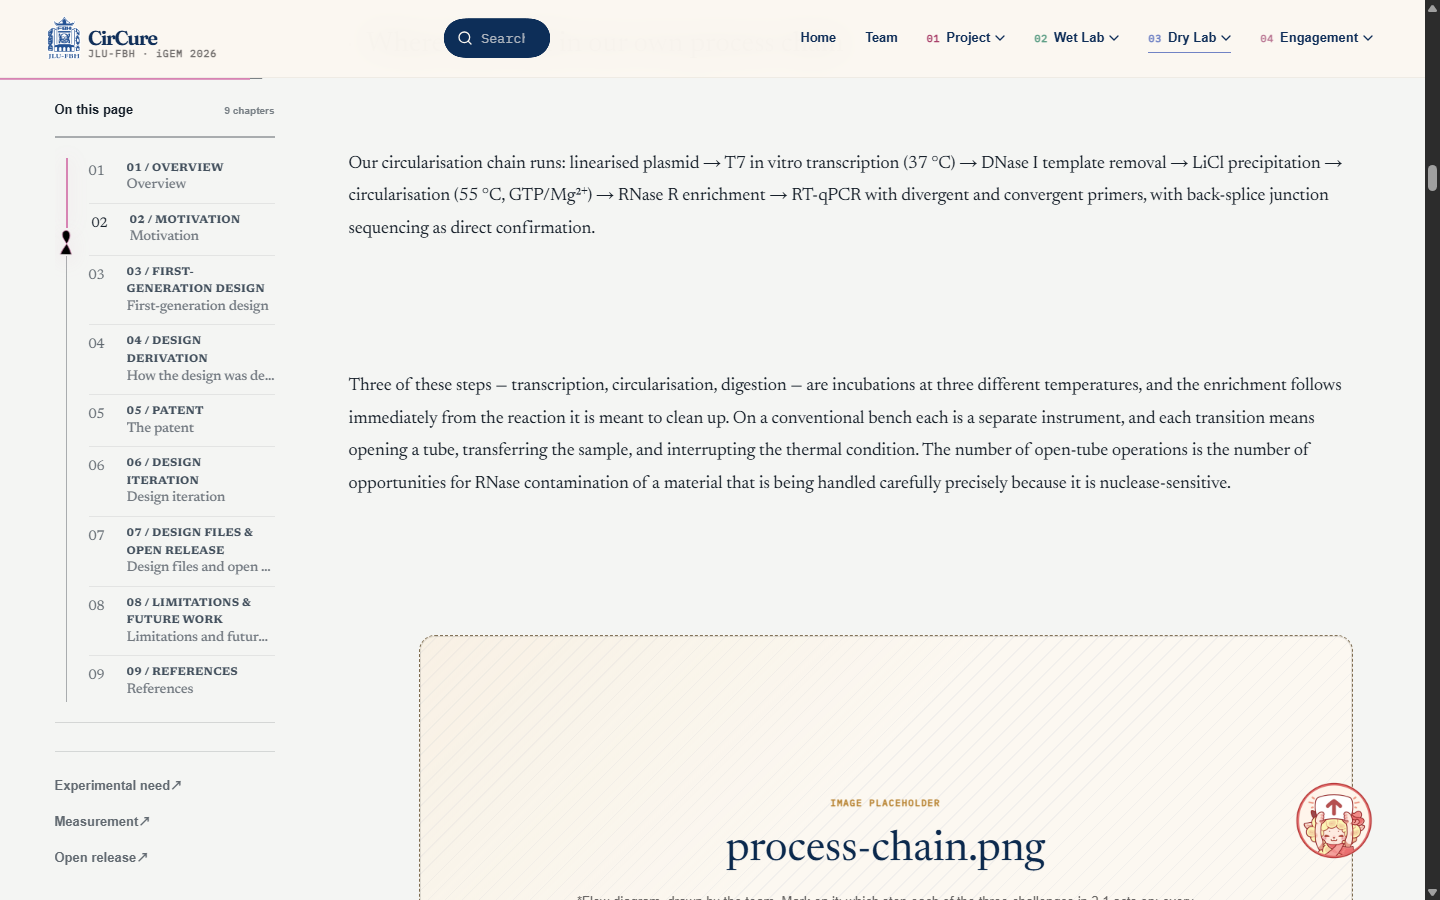 JLU-FBH
CirCure
JLU-FBH · iGEM 2026
Search
Home
Team
01 Project
02 Wet Lab
03 Dry Lab
04 Engagement
On this page
9 chapters
01
01 / OVERVIEW
Overview
02
02 / MOTIVATION
Motivation
03
03 / FIRST-
GENERATION DESIGN
First-generation design
04
04 / DESIGN
DERIVATION
How the design was de...
05
05 / PATENT
The patent
06
06 / DESIGN
ITERATION
Design iteration
07
07 / DESIGN FILES &
OPEN RELEASE
Design files and open ...
08
08 / LIMITATIONS &
FUTURE WORK
Limitations and futur...
09
09 / REFERENCES
References
Experimental need↗
Measurement↗
Open release↗
Our circularisation chain runs: linearised plasmid → T7 in vitro transcription (37 °C) → DNase I template removal → LiCl precipitation →
circularisation (55 °C, GTP/Mg²⁺) → RNase R enrichment → RT-qPCR with divergent and convergent primers, with back-splice junction
sequencing as direct confirmation.
Three of these steps — transcription, circularisation, digestion — are incubations at three different temperatures, and the enrichment follows
immediately from the reaction it is meant to clean up. On a conventional bench each is a separate instrument, and each transition means
opening a tube, transferring the sample, and interrupting the thermal condition. The number of open-tube operations is the number of
opportunities for RNase contamination of a material that is being handled carefully precisely because it is nuclease-sensitive.
IMAGE PLACEHOLDER
process-chain.png